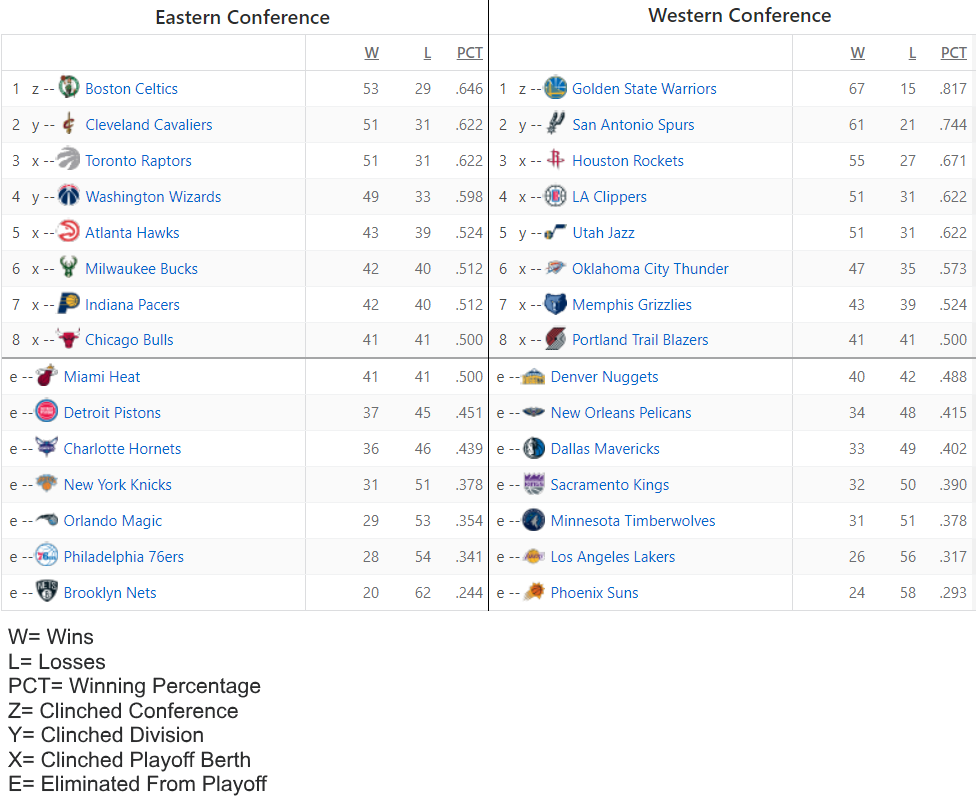 Eastern Conference
W L PCT
1 z -- Boston Celtics 53 29 .646
2 y -- Cleveland Cavaliers 51 31 .622
3 x -- Toronto Raptors 51 31 .622
4 y -- Washington Wizards 49 33 .598
5 x -- Atlanta Hawks 43 39 .524
6 x -- Milwaukee Bucks 42 40 .512
7 x -- Indiana Pacers 42 40 .512
8 x -- Chicago Bulls 41 41 .500
e -- Miami Heat 41 41 .500
e -- Detroit Pistons 37 45 .451
e -- Charlotte Hornets 36 46 .439
e -- New York Knicks 31 51 .378
e -- Orlando Magic 29 53 .354
e -- Philadelphia 76ers 28 54 .341
e -- Brooklyn Nets 20 62 .244
Western Conference
W L PCT
1 z -- Golden State Warriors 67 15 .817
2 y -- San Antonio Spurs 61 21 .744
3 x -- Houston Rockets 55 27 .671
4 x -- LA Clippers 51 31 .622
5 y -- Utah Jazz 51 31 .622
6 x -- Oklahoma City Thunder 47 35 .573
7 x -- Memphis Grizzlies 43 39 .524
8 x -- Portland Trail Blazers 41 41 .500
e -- Denver Nuggets 40 42 .488
e -- New Orleans Pelicans 34 48 .415
e -- Dallas Mavericks 33 49 .402
e -- Sacramento Kings 32 50 .390
e -- Minnesota Timberwolves 31 51 .378
e -- Los Angeles Lakers 26 56 .317
e -- Phoenix Suns 24 58 .293
W= Wins
L= Losses
PCT= Winning Percentage
Z= Clinched Conference
Y= Clinched Division
X= Clinched Playoff Berth
E= Eliminated From Playoff